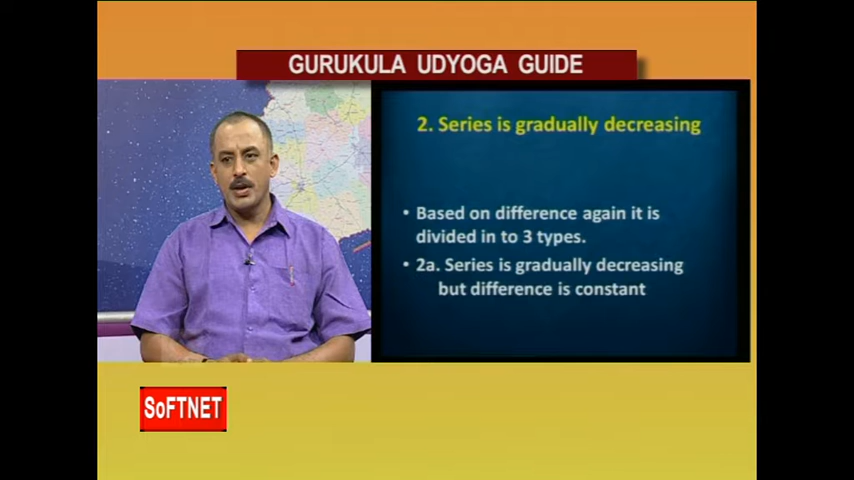 GURUKULA UDYOGA GUIDE
2. Series is gradually decreasing
• Based on difference again it is
divided in to 3 types.
• 2a. Series is gradually decreasing
but difference is constant
SoFTNET